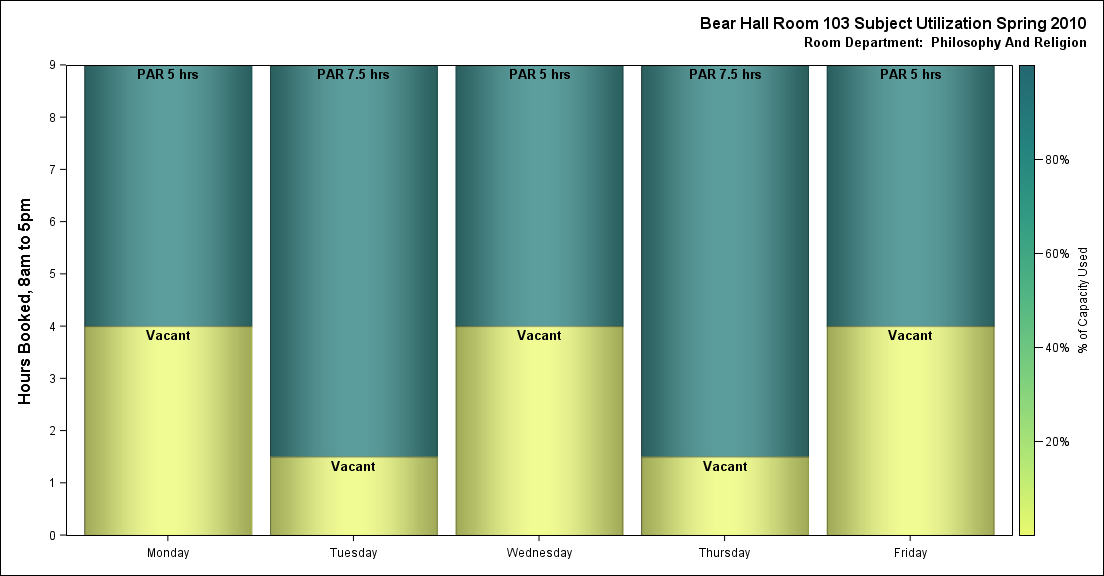 Bear Hall Room 103 Subject Utilization Spring 2010
Room Department:  Philosophy And Religion
Hours Booked, 8am to 5pm
9
8
7
6
5
4
3
2
1
0
PAR 5 hrs
PAR 7.5 hrs
PAR 5 hrs
PAR 7.5 hrs
PAR 5 hrs
Vacant
Vacant
Vacant
Vacant
Vacant
Monday
Tuesday
Wednesday
Thursday
Friday
80%
60%
40%
20%
% of Capacity Used